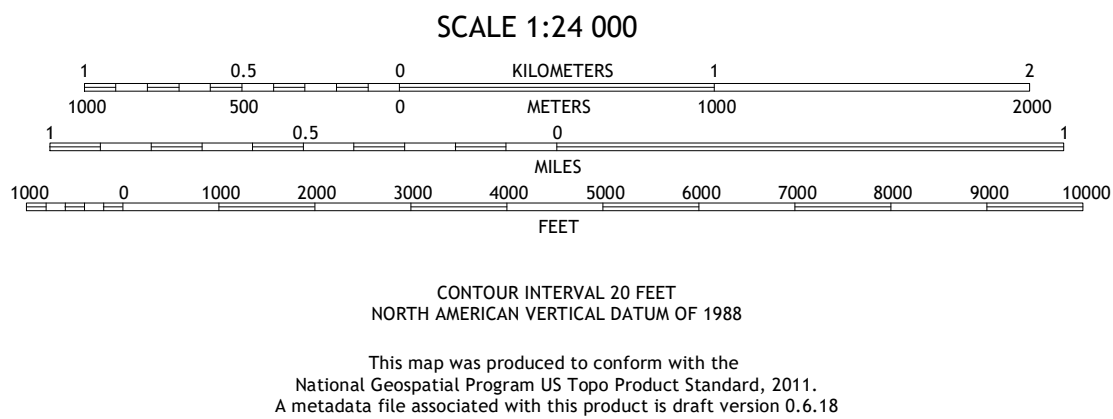 SCALE 1:24 000
1 0.5 0 KILOMETERS 1 2
1000 500 0 METERS 1000 2000
1 0.5 0 1
MILES
1000 0 1000 2000 3000 4000 5000 6000 7000 8000 9000 10000
FEET
CONTOUR INTERVAL 20 FEET
NORTH AMERICAN VERTICAL DATUM OF 1988
This map was produced to conform with the
National Geospatial Program US Topo Product Standard, 2011.
A metadata file associated with this product is draft version 0.6.18